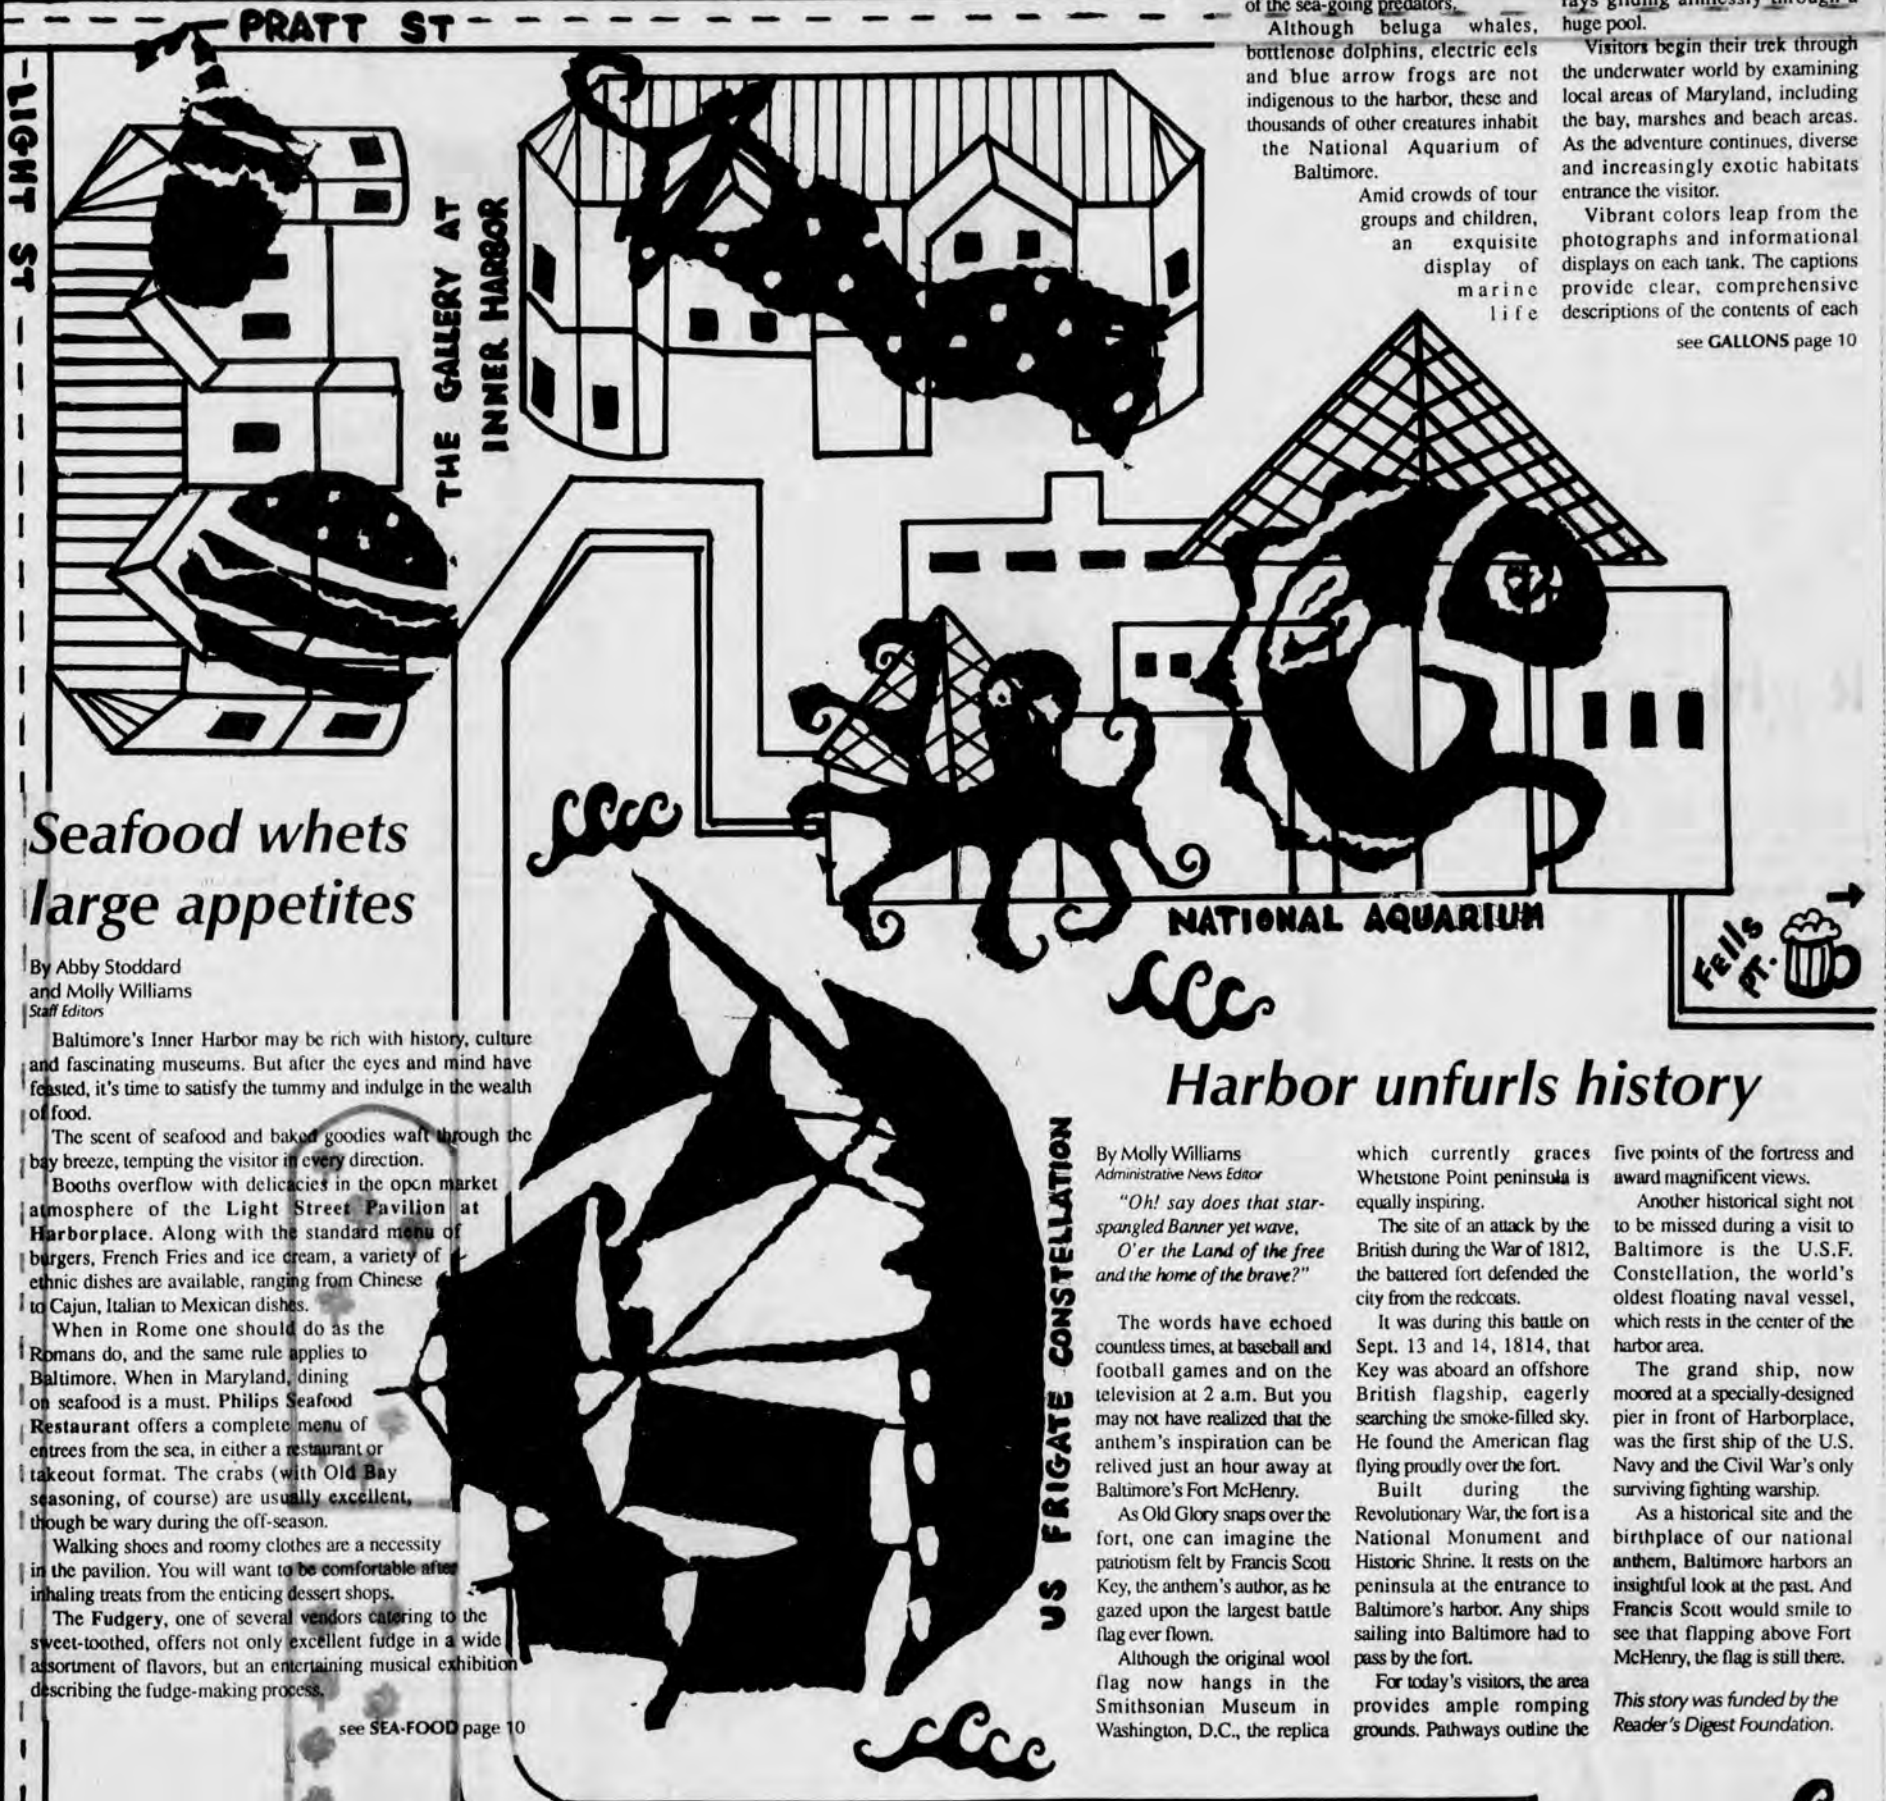 PRATT ST
LIGHT ST
THE GALLERY AT
INNER HARBOR
of the sea-going predators.
Although beluga whales,
bottlenose dolphins, electric eels
and blue arrow frogs are not
indigenous to the harbor, these and
thousands of other creatures inhabit
the National Aquarium of
Baltimore.
Amid crowds of tour
groups and children,
an exquisite
display of
marine
life
rays gliding aimlessly through a
huge pool.
Visitors begin their trek through
the underwater world by examining
local areas of Maryland, including
the bay, marshes and beach areas.
As the adventure continues, diverse
and increasingly exotic habitats
entrance the visitor.
Vibrant colors leap from the
photographs and informational
displays on each tank. The captions
provide clear, comprehensive
descriptions of the contents of each
see GALLONS page 10
NATIONAL AQUARIUM
Fells
PT.
Seafood whets
large appetites
By Abby Stoddard
and Molly Williams
Staff Editors
Baltimore's Inner Harbor may be rich with history, culture
and fascinating museums. But after the eyes and mind have
feasted, it's time to satisfy the tummy and indulge in the wealth
of food.
The scent of seafood and baked goodies waft through the
bay breeze, tempting the visitor in every direction.
Booths overflow with delicacies in the open market
atmosphere of the Light Street Pavilion at
Harborplace. Along with the standard menu of
burgers, French Fries and ice cream, a variety of
ethnic dishes are available, ranging from Chinese
to Cajun, Italian to Mexican dishes.
When in Rome one should do as the
Romans do, and the same rule applies to
Baltimore. When in Maryland, dining
on seafood is a must. Philips Seafood
Restaurant offers a complete menu of
entrees from the sea, in either a restaurant or
takeout format. The crabs (with Old Bay
seasoning, of course) are usually excellent,
though be wary during the off-season.
Walking shoes and roomy clothes are a necessity
in the pavilion. You will want to be comfortable after
inhaling treats from the enticing dessert shops.
The Fudgery, one of several vendors catering to the
sweet-toothed, offers not only excellent fudge in a wide
assortment of flavors, but an entertaining musical exhibition
describing the fudge-making process.
see SEA-FOOD page 10
US FRIGATE CONSTELLATION
Harbor unfurls history
By Molly Williams
Administrative News Editor
"Oh! say does that star-
spangled Banner yet wave,
O'er the Land of the free
and the home of the brave?"
The words have echoed
countless times, at baseball and
football games and on the
television at 2 a.m. But you
may not have realized that the
anthem's inspiration can be
relived just an hour away at
Baltimore's Fort McHenry.
As Old Glory snaps over the
fort, one can imagine the
patriotism felt by Francis Scott
Key, the anthem's author, as he
gazed upon the largest battle
flag ever flown.
Although the original wool
flag now hangs in the
Smithsonian Museum in
Washington, D.C., the replica
which currently graces
Whetstone Point peninsula is
equally inspiring.
The site of an attack by the
British during the War of 1812,
the battered fort defended the
city from the redcoats.
It was during this battle on
Sept. 13 and 14, 1814, that
Key was aboard an offshore
British flagship, eagerly
searching the smoke-filled sky.
He found the American flag
flying proudly over the fort.
Built during the
Revolutionary War, the fort is a
National Monument and
Historic Shrine. It rests on the
peninsula at the entrance to
Baltimore's harbor. Any ships
sailing into Baltimore had to
pass by the fort.
For today's visitors, the area
provides ample romping
grounds. Pathways outline the
five points of the fortress and
award magnificent views.
Another historical sight not
to be missed during a visit to
Baltimore is the U.S.F.
Constellation, the world's
oldest floating naval vessel,
which rests in the center of the
harbor area.
The grand ship, now
moored at a specially-designed
pier in front of Harborplace,
was the first ship of the U.S.
Navy and the Civil War's only
surviving fighting warship.
As a historical site and the
birthplace of our national
anthem, Baltimore harbors an
insightful look at the past. And
Francis Scott would smile to
see that flapping above Fort
McHenry, the flag is still there.
This story was funded by the
Reader's Digest Foundation.